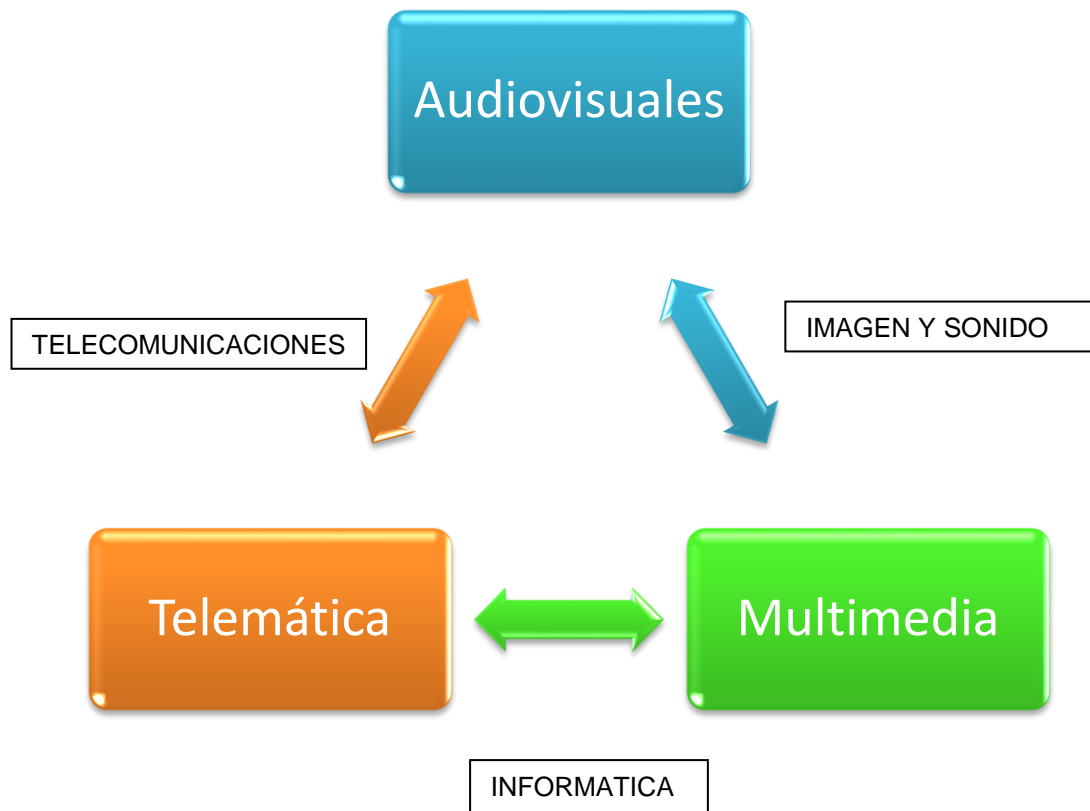 Audiovisuales
TELECOMUNICACIONES
IMAGEN Y SONIDO
Telemática
Multimedia
INFORMATICA